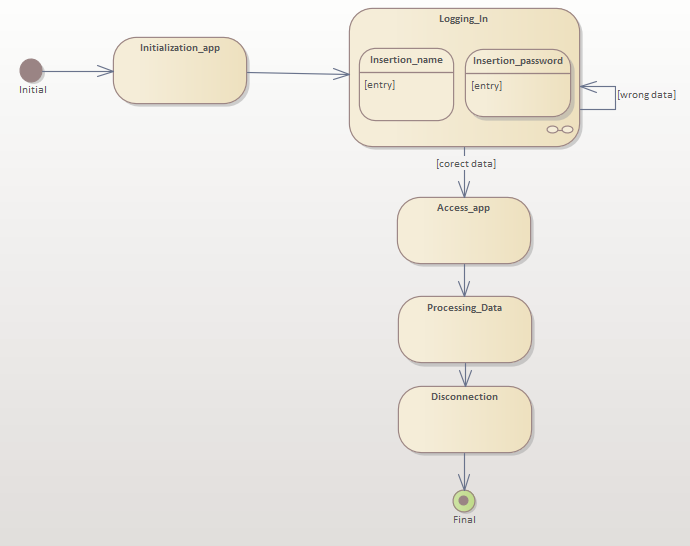 Initial
Initialization_app
Logging_In
Insertion_name
[entry]
Insertion_password
[entry]
[wrong data]
[corect data]
Access_app
Processing_Data
Disconnection
Final